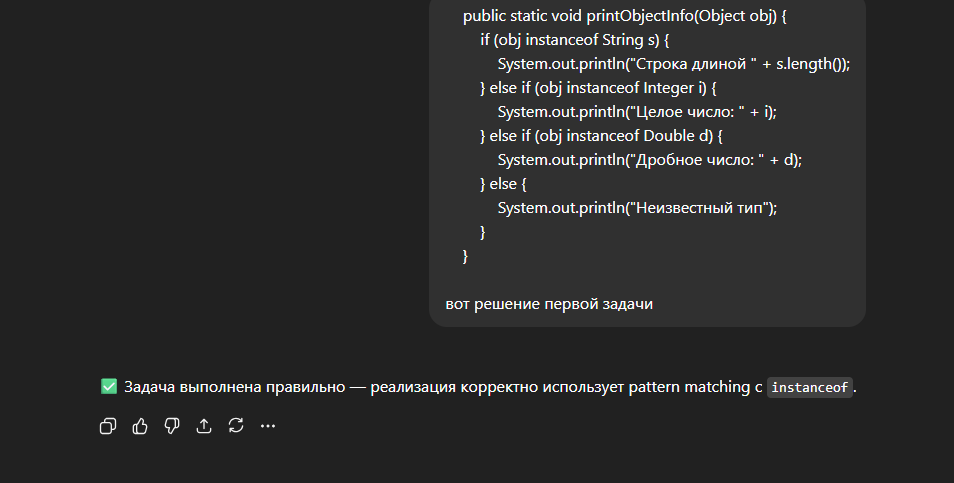 public static void printObjectInfo(Object obj) {
if (obj instanceof String s) {
System.out.println("Строка длиной " + s.length());
} else if (obj instanceof Integer i) {
System.out.println("Целое число: " + i);
} else if (obj instanceof Double d) {
System.out.println("Дробное число: " + d);
} else {
System.out.println("Неизвестный тип");
}
}
вот решение первой задачи
Задача выполнена правильно — реализация корректно использует pattern matching с instanceof.